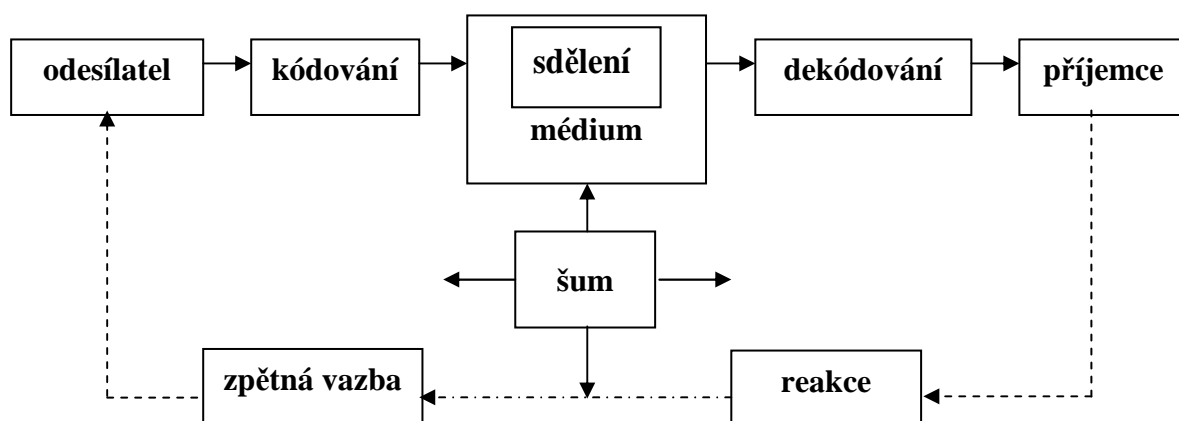 odesílatel
kódování
sdělení
médium
dekódování
příjemce
šum
zpětná vazba
reakce